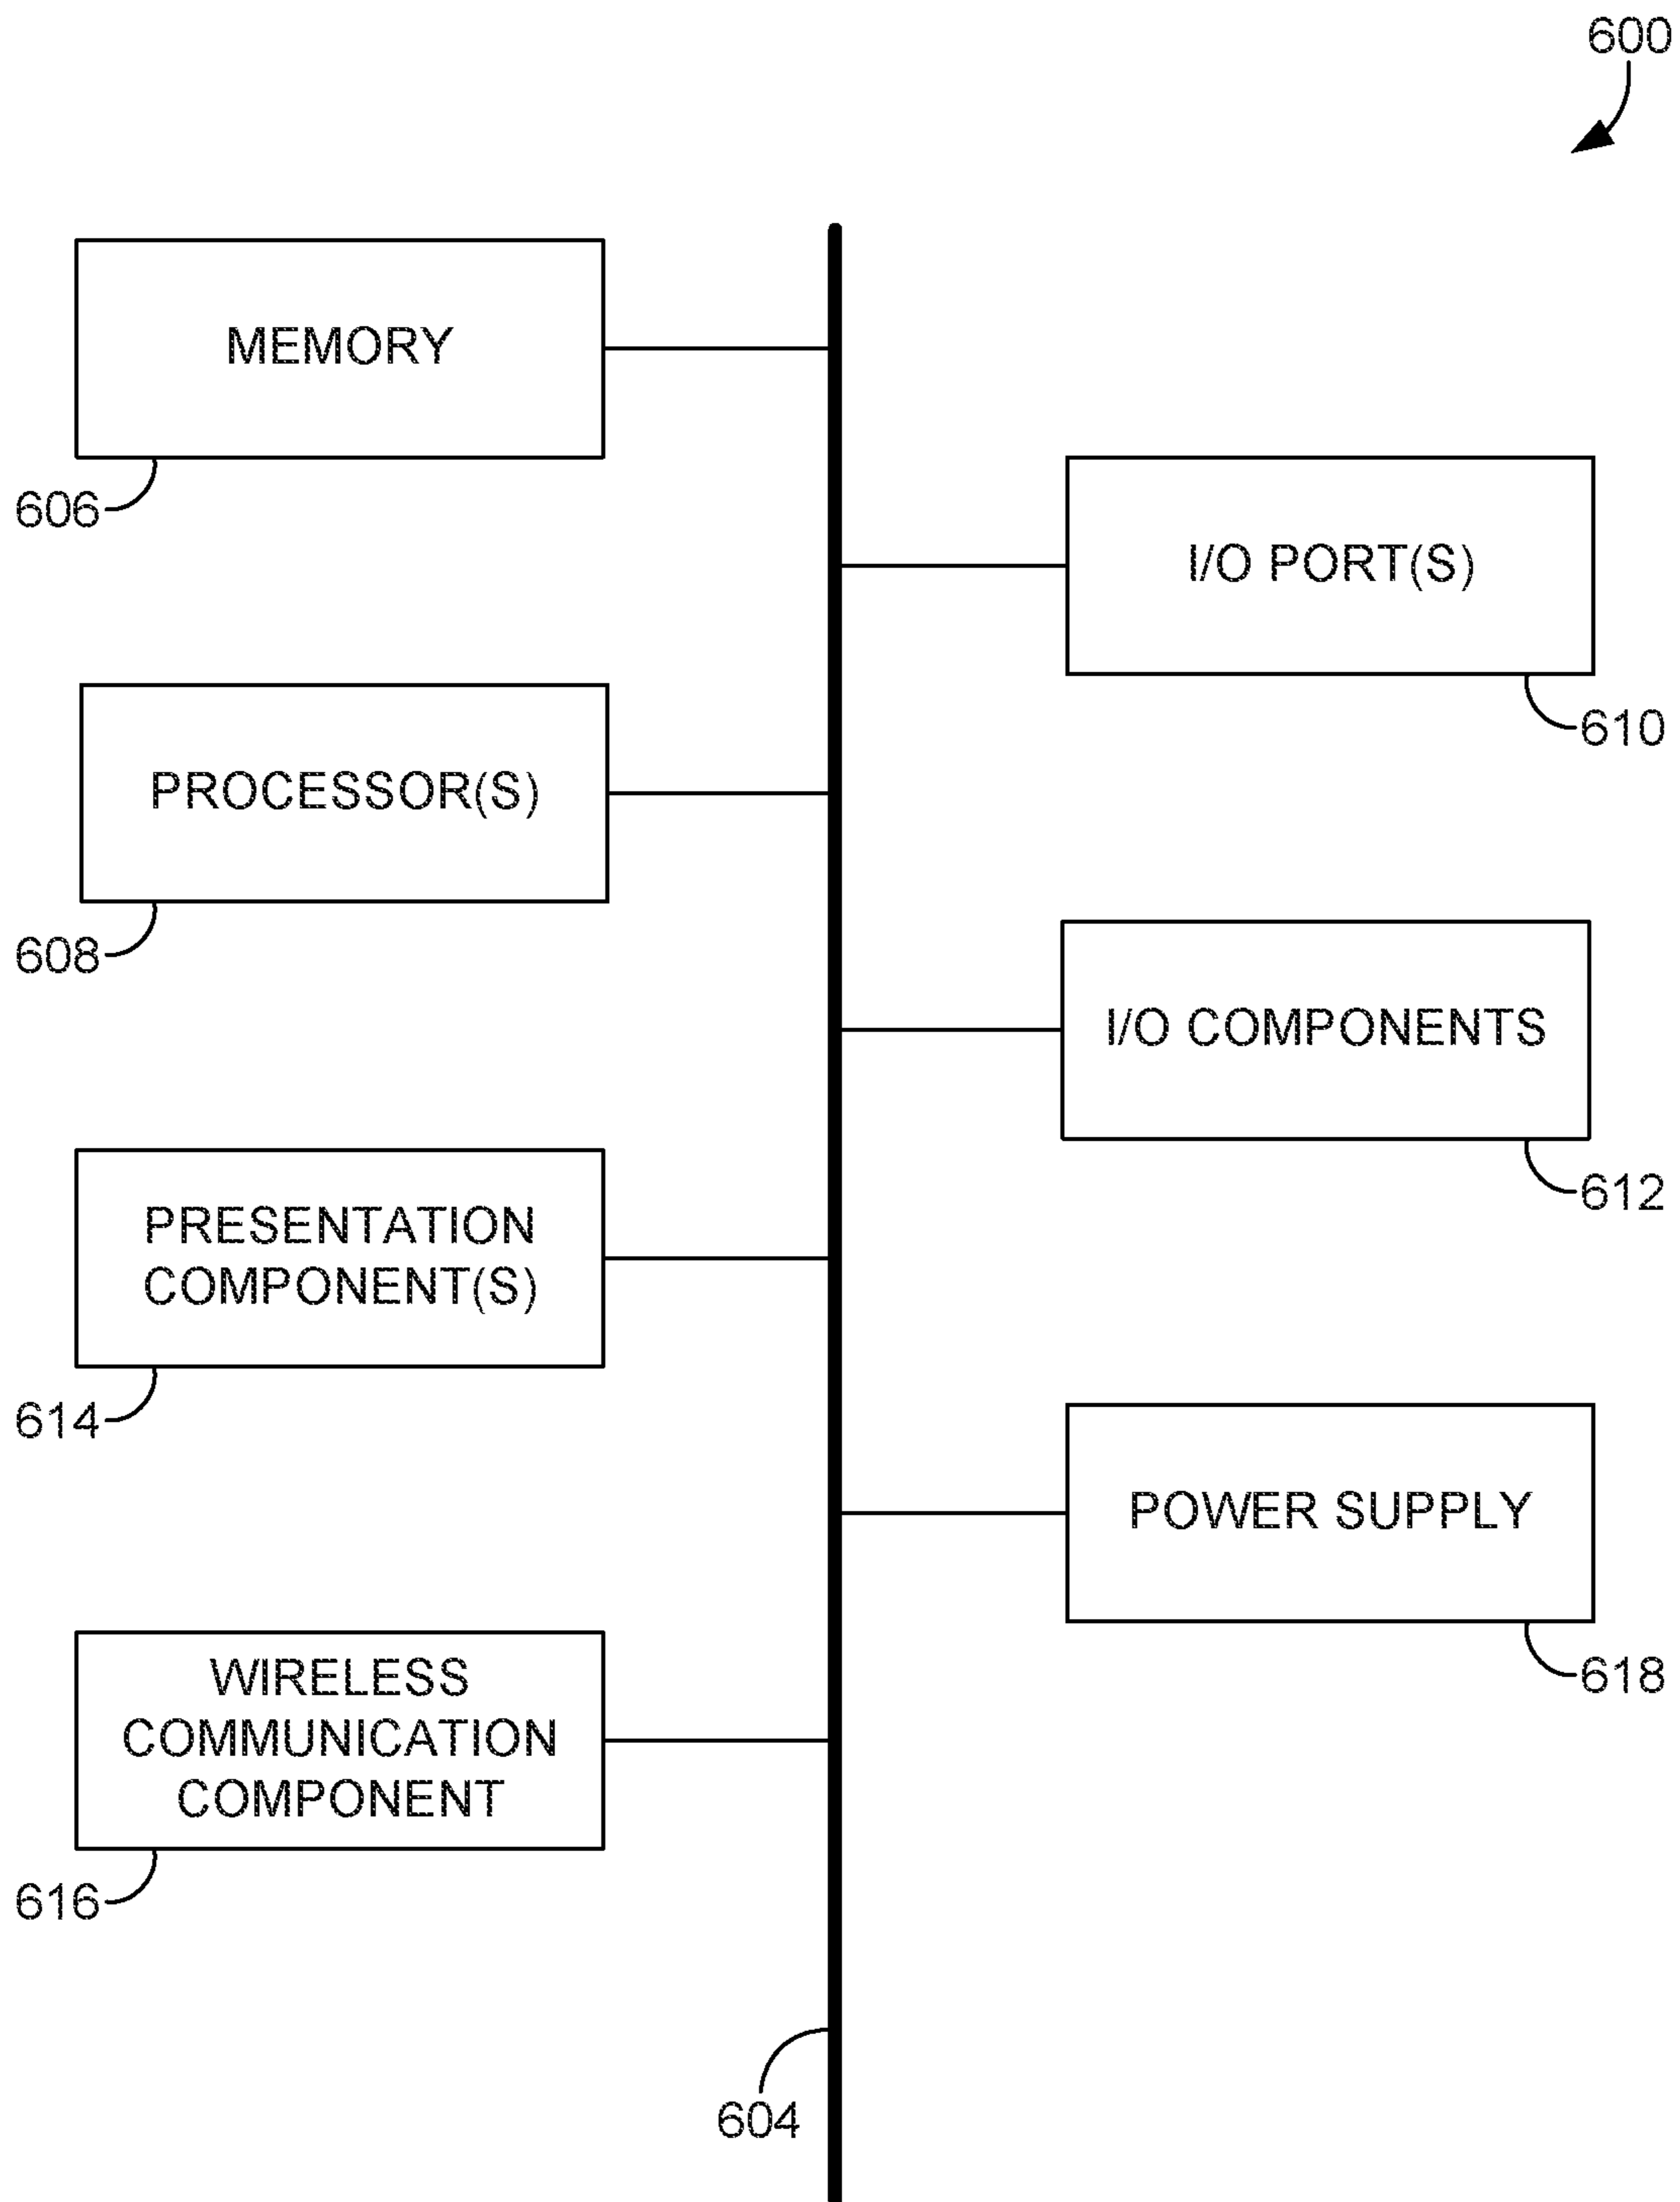 600
MEMORY
606
I/O PORT(S)
610
PROCESSOR(S)
608
I/O COMPONENTS
612
PRESENTATION
COMPONENT(S)
614
POWER SUPPLY
618
WIRELESS
COMMUNICATION
COMPONENT
616
604